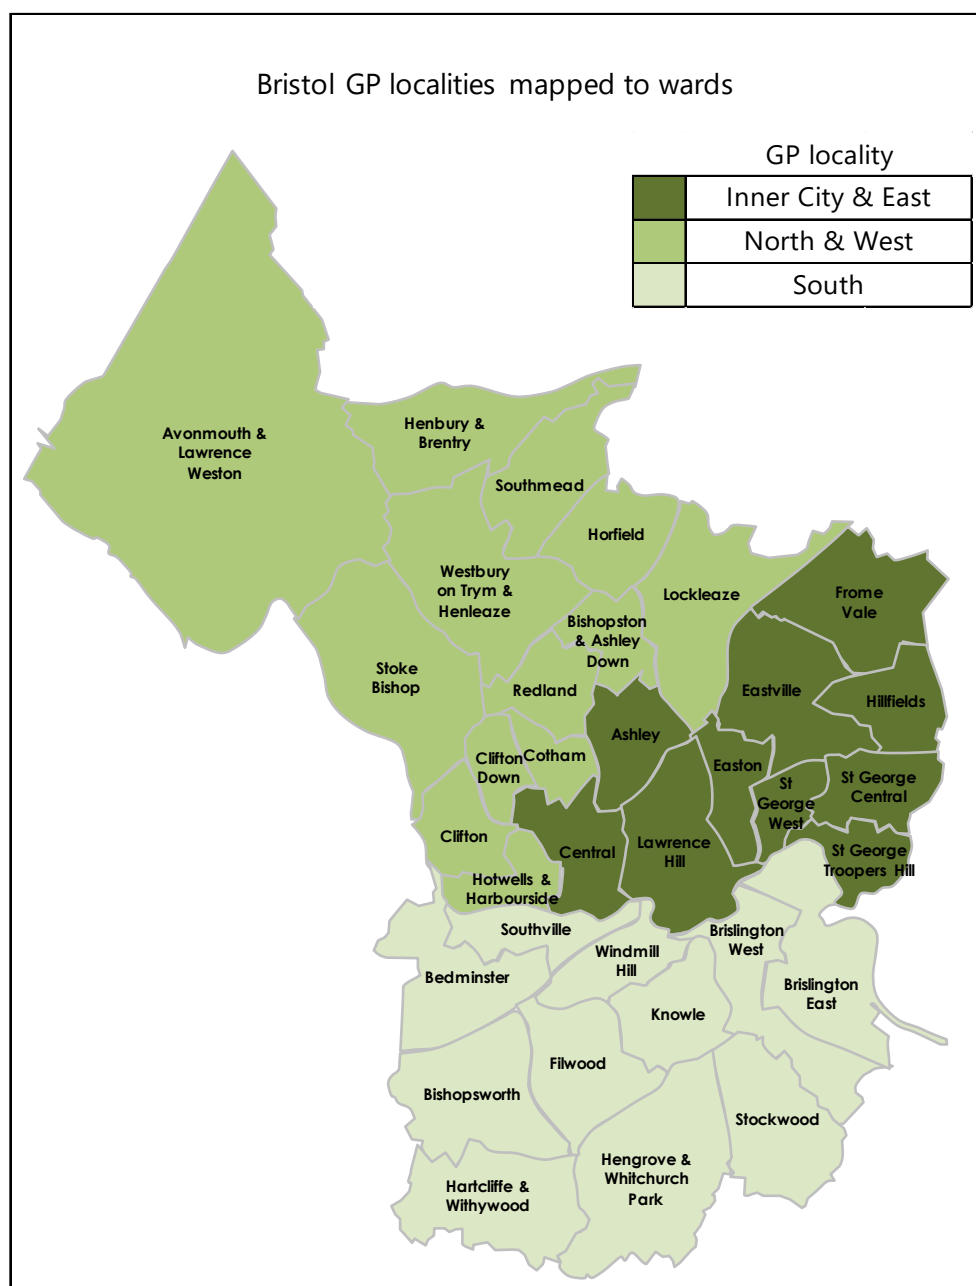 Bristol GP localities mapped to wards
GP locality
Inner City & East
North & West
South
Avonmouth &
Lawrence
Weston
Henbury &
Brentry
Southmead
Horfield
Lockleaze
Westbury
on Trym &
Henleaze
Bishopston
& Ashley
Down
Stoke
Bishop
Redland
Frome
Vale
Eastville
Hillfields
Ashley
Clifton
Down
Cotham
Easton
St
George
West
St George
Central
Clifton
Central
Lawrence
Hill
St George
Troopers Hill
Hotwells &
Harbourside
Southville
Windmill
Hill
Brislington
West
Bedminster
Brislington
East
Knowle
Filwood
Bishopsworth
Stockwood
Hengrove &
Whitchurch
Park
Hartcliffe &
Withywood